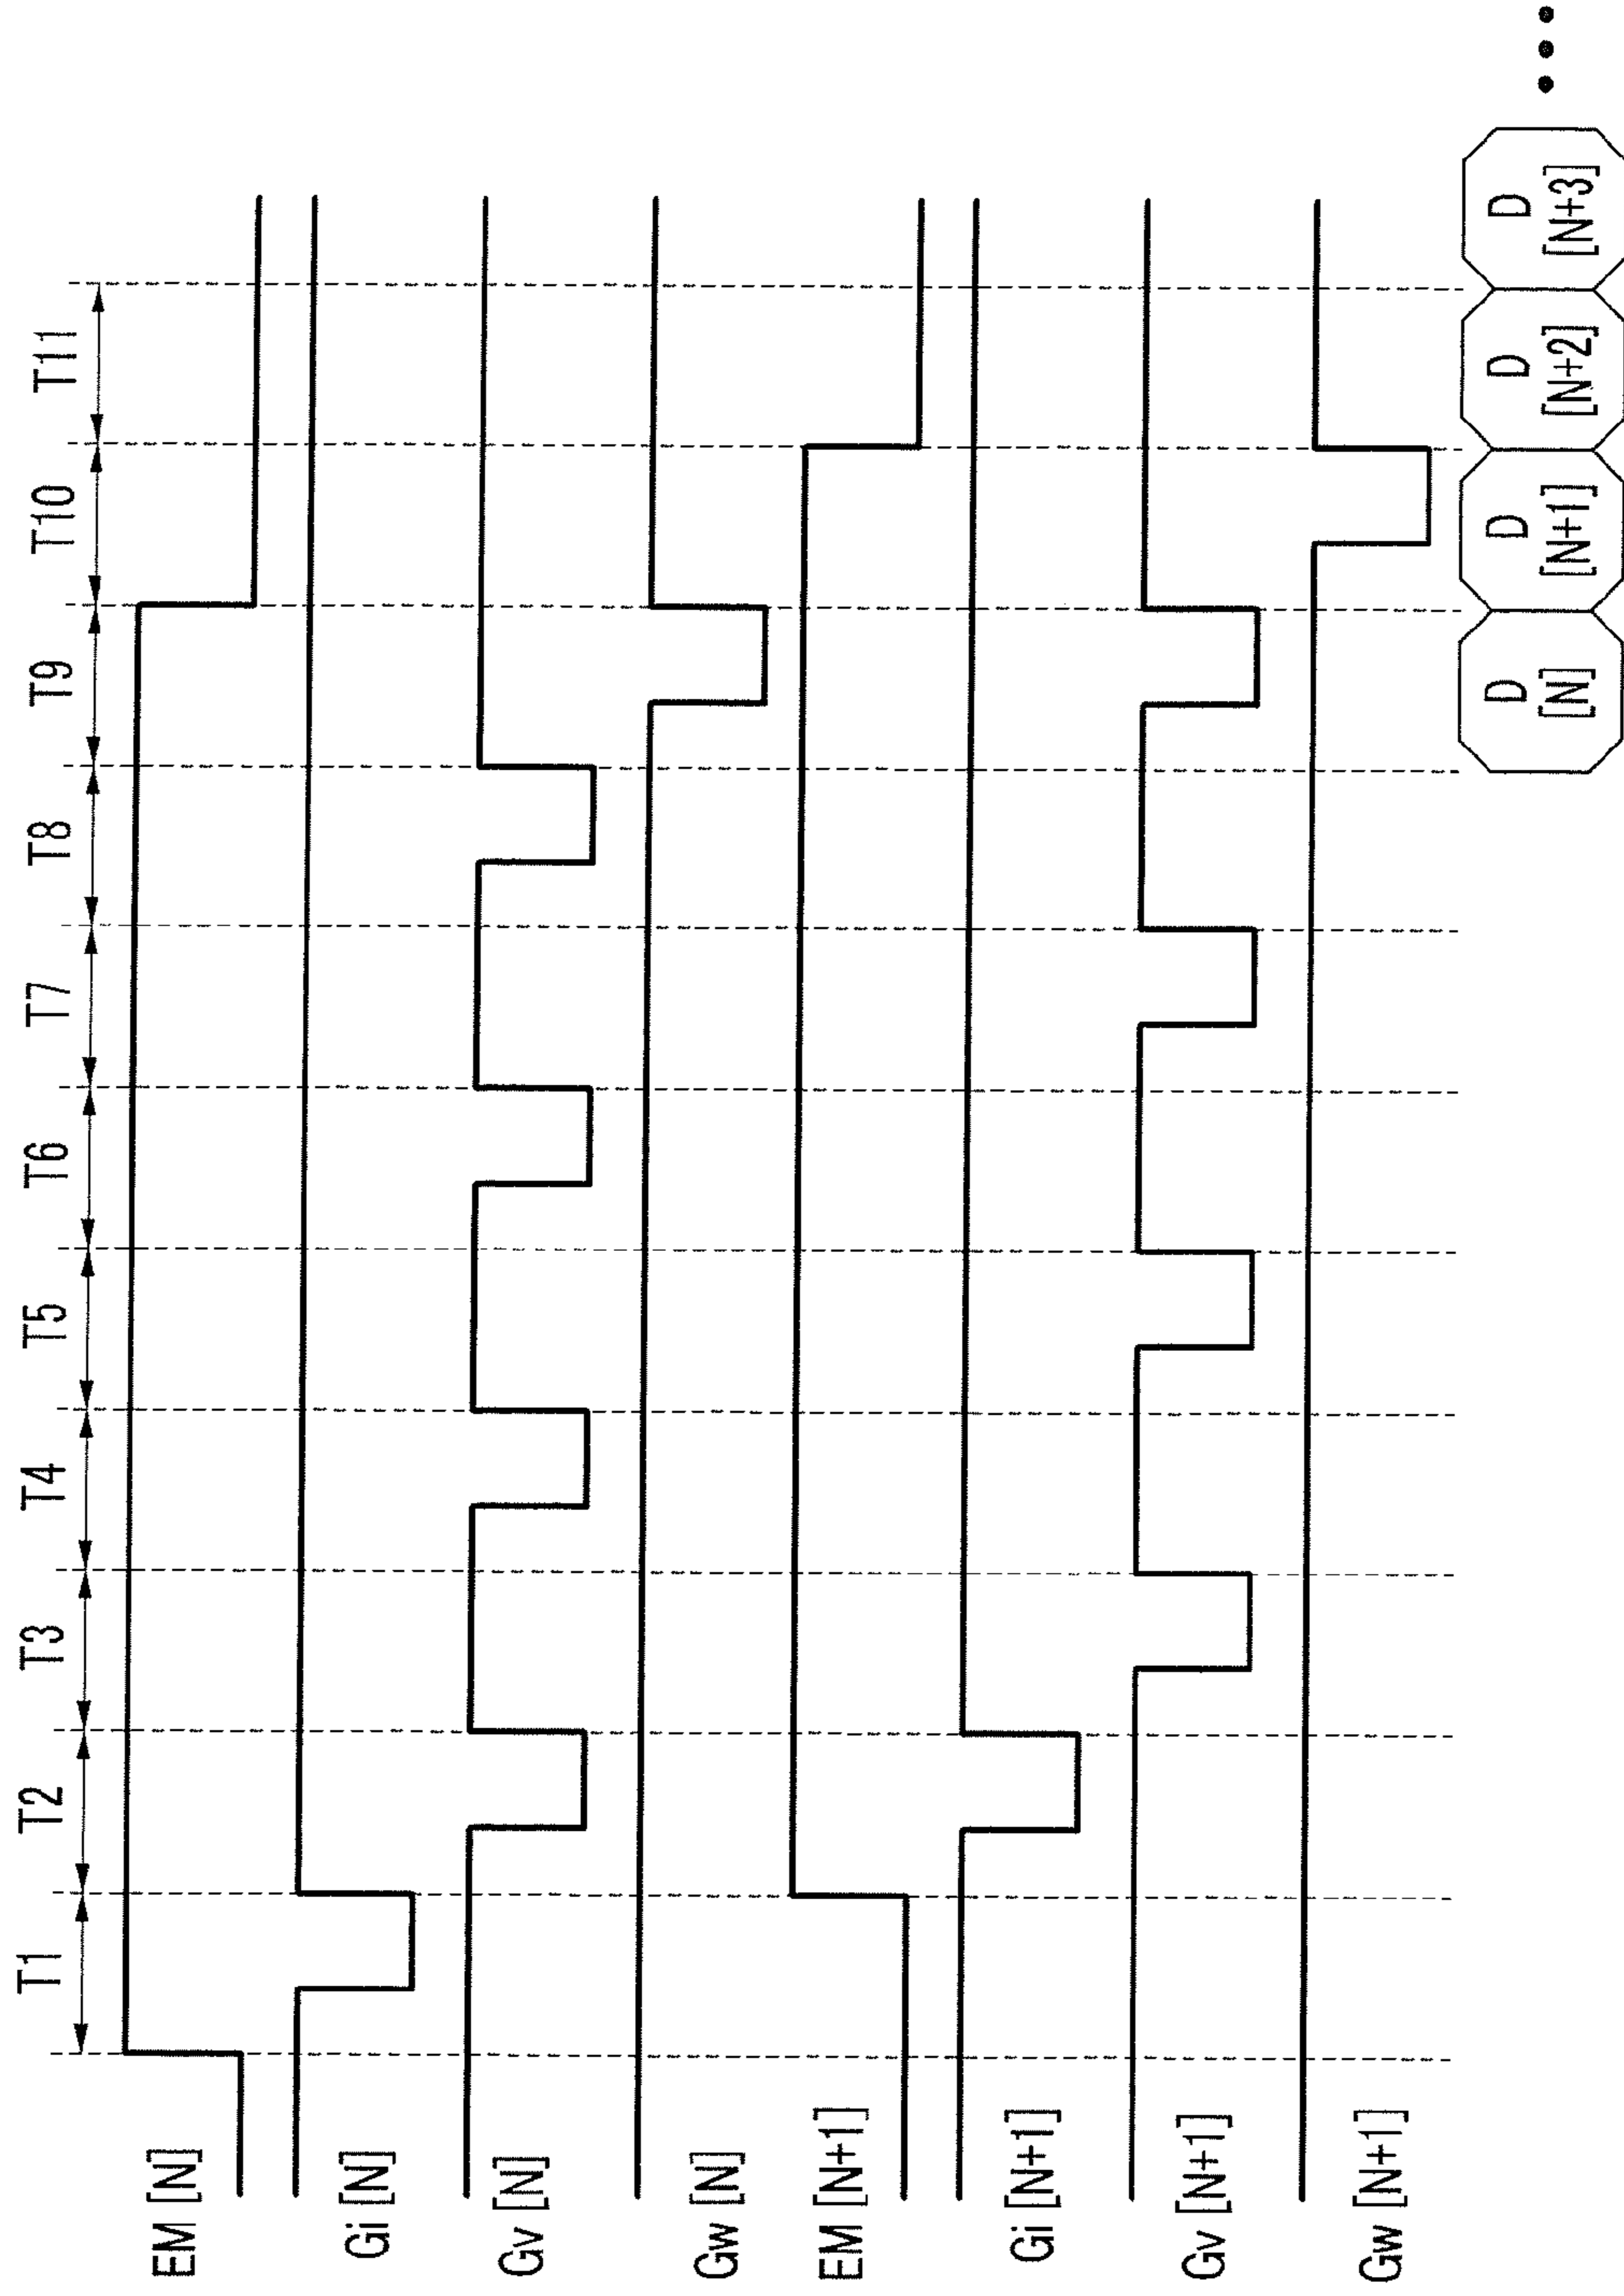 T1 T2 T3 T4 T5 T6 T7 T8 T9 T10 T11
EM [N]
Gi [N]
Gv [N]
Gw [N]
EM [N+1]
Gi [N+1]
Gv [N+1]
Gw [N+1]
D D D D
[N] [N+1] [N+2] [N+3]